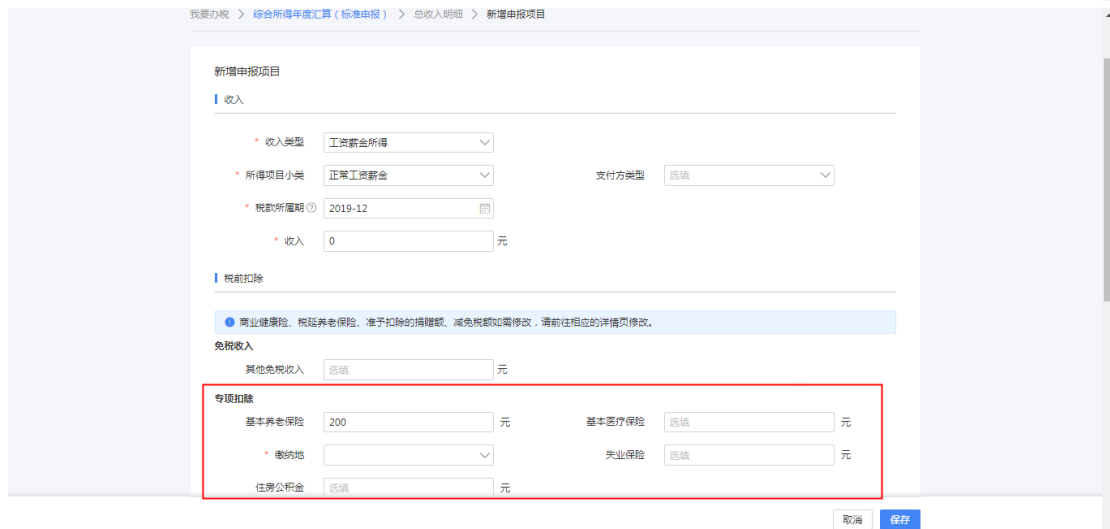 我要办税 > 综合所得年度汇算（标准申报） > 总收入明细 > 新增申报项目
新增申报项目
收入
* 收入类型 工资薪金所得
* 所得项目小类 正常工资薪金 支付方类型 选填
* 税款所属期 ? 2019-12
* 收入 0 元
税前扣除
商业健康险、税延养老保险、准予扣除的捐赠额、减免税额如需修改，请前往相应的详情页修改。
免税收入
其他免税收入 选填 元
专项扣除
基本养老保险 200 元 基本医疗保险 选填 元
* 缴纳地 失业保险 选填 元
住房公积金 选填 元
取消 保存